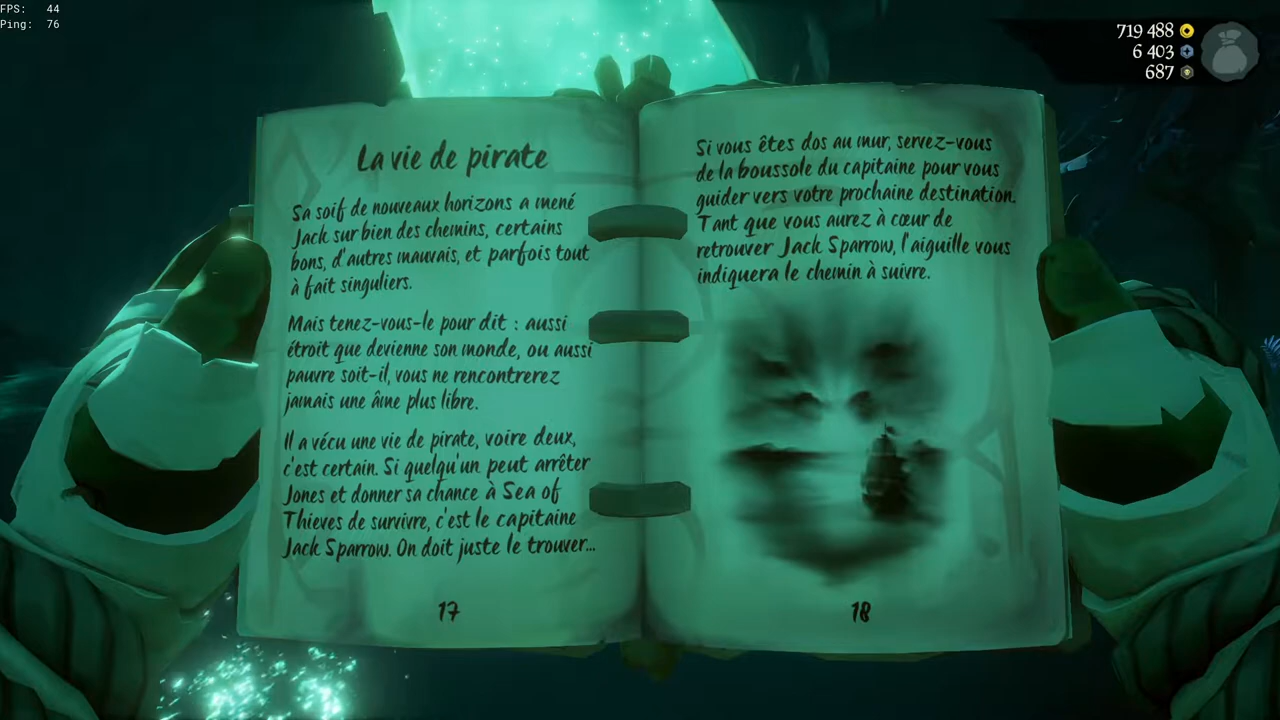 FPS: 44
Ping: 76
719 488
6 403
687
La vie de pirate
Sa soif de nouveaux horizons a mené
Jack sur bien des chemins, certains
bons, d'autres mauvais, et parfois tout
à fait singuliers.
Mais tenez-vous-le pour dit : aussi
étroit que devienne son monde, ou aussi
pauvre soit-il, vous ne rencontrerez
jamais une âme plus libre.
Il a vécu une vie de pirate, voire deux,
c'est certain. Si quelqu'un peut arrêter
Jones et donner sa chance à Sea of
Thieves de survivre, c'est le capitaine
Jack Sparrow. On doit juste le trouver...
17
Si vous êtes dos au mur, servez-vous
de la boussole du capitaine pour vous
guider vers votre prochaine destination.
Tant que vous aurez à cœur de
retrouver Jack Sparrow, l'aiguille vous
indiquera le chemin à suivre.
18